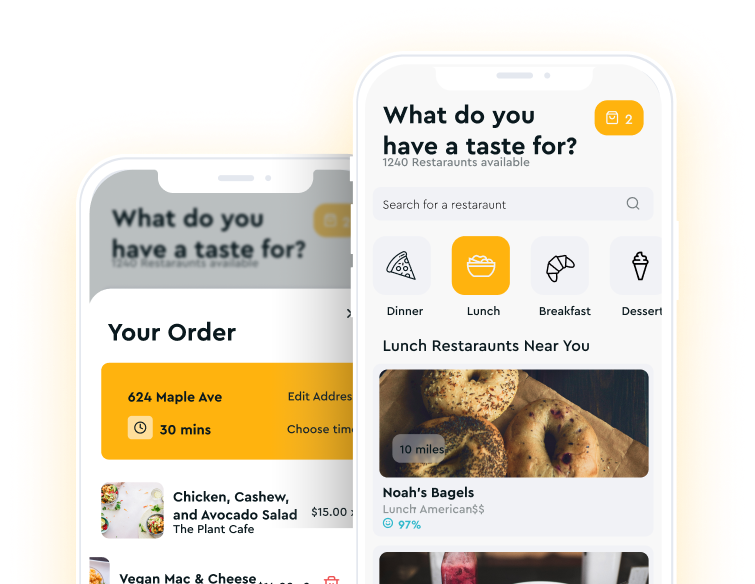 What do you
have a taste for?
1240 Restaraunts available
2
Search for a restaraunt
Dinner
Lunch
Breakfast
Dessert
Lunch Restaraunts Near You
10 miles
Noah's Bagels
Lunch American$$
97%
What do you
have a taste for?
1240 Restaraunts available
2
Your Order
624 Maple Ave
Edit Addres
30 mins
Choose time
Chicken, Cashew,
and Avocado Salad
The Plant Cafe
$15.00
Vegan Mac & Cheese